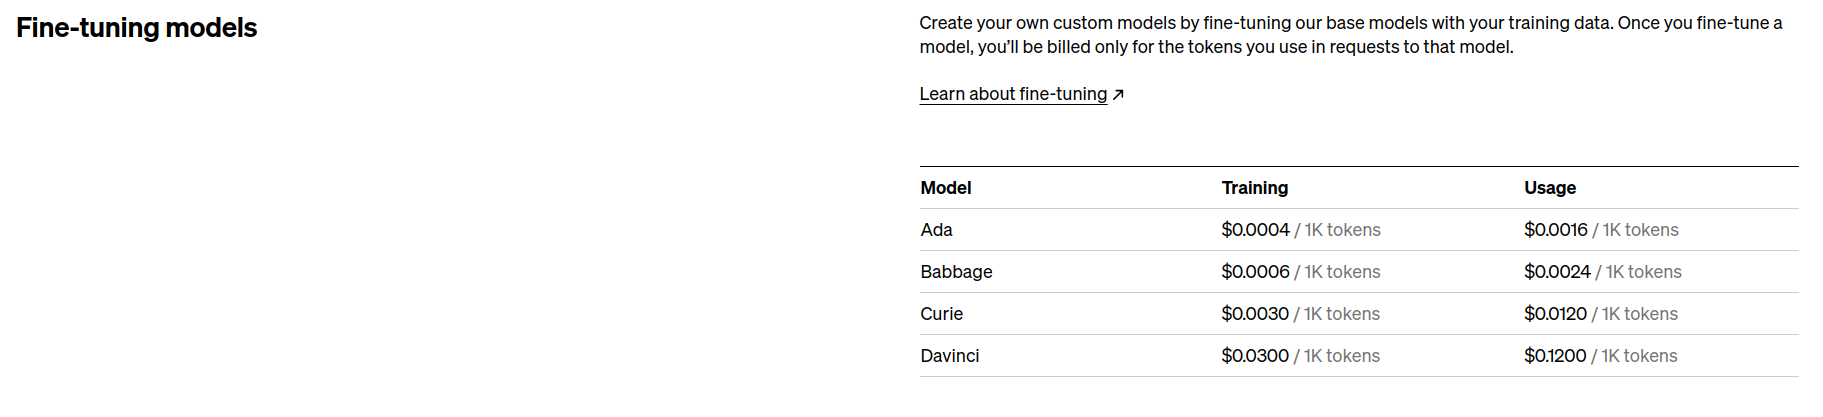 Fine-tuning models
Create your own custom models by fine-tuning our base models with your training data. Once you fine-tune a
model, you’ll be billed only for the tokens you use in requests to that model.
Learn about fine-tuning ↗
Model Training Usage
Ada $0.0004 / 1K tokens $0.0016 / 1K tokens
Babbage $0.0006 / 1K tokens $0.0024 / 1K tokens
Curie $0.0030 / 1K tokens $0.0120 / 1K tokens
Davinci $0.0300 / 1K tokens $0.1200 / 1K tokens